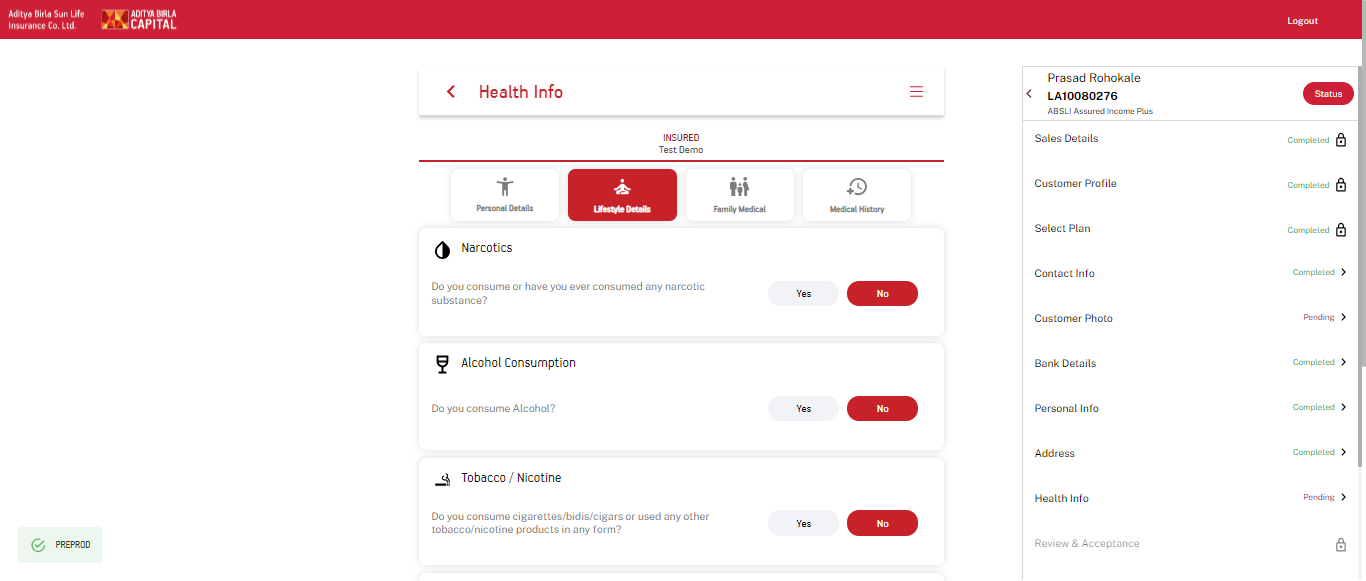 Aditya Birla Sun Life
Insurance Co. Ltd.
ADITYA BIRLA
CAPITAL
Logout
Health Info
INSURED
Test Demo
Personal Details
Lifestyle Details
Family Medical
Medical History
Narcotics
Do you consume or have you ever consumed any narcotic
substance?
Yes
No
Alcohol Consumption
Do you consume Alcohol?
Yes
No
Tobacco / Nicotine
Do you consume cigarettes/bidis/cigars or used any other
tobacco/nicotine products in any form?
Yes
No
PREPROD
Prasad Rohokale
LA10080276
ABSLI Assured Income Plus
Status
Sales Details
Completed
Customer Profile
Completed
Select Plan
Completed
Contact Info
Completed
Customer Photo
Pending
Bank Details
Completed
Personal Info
Completed
Address
Completed
Health Info
Pending
Review & Acceptance